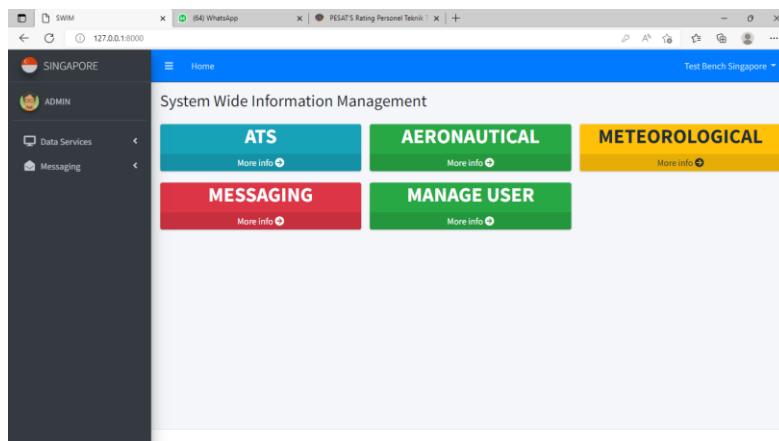 SWIM
(64) WhatsApp
PESAT'S Rating Personel Teknik
127.0.0.1:8000
SINGAPORE
Home
Test Bench Singapore
ADMIN
System Wide Information Management
Data Services
Messaging
ATS
More info
AERONAUTICAL
More info
METEOROLOGICAL
More info
MESSAGING
More info
MANAGE USER
More info